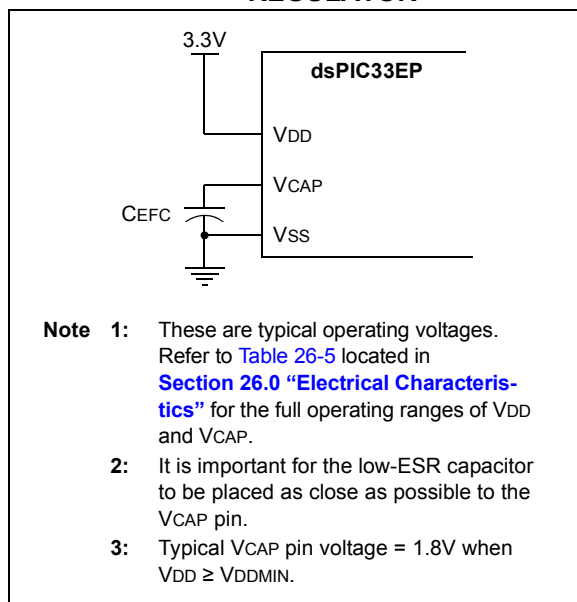 3.3V
dsPIC33EP
VDD
VCAP
CEFC
VSS
Note 1: These are typical operating voltages.
Refer to Table 26-5 located in
Section 26.0 “Electrical Characteris-
tics” for the full operating ranges of VDD
and VCAP.
2: It is important for the low-ESR capacitor
to be placed as close as possible to the
VCAP pin.
3: Typical VCAP pin voltage = 1.8V when
VDD ≥ VDDMIN.